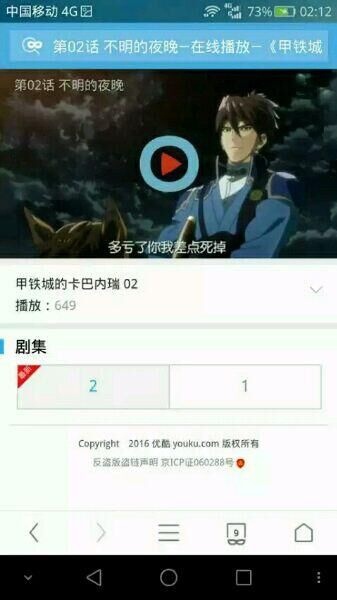 中国移动 4G 4G 73% 02:12
第02话 不明的夜晚—在线播放—《甲铁城
第02话 不明的夜晚
多亏了你我差点死掉
甲铁城的卡巴内瑞 02
播放：649
剧集
最新
2
1
Copyright 2016 优酷 youku.com 版权所有
反盗版盗链声明 京ICP证060288号
9